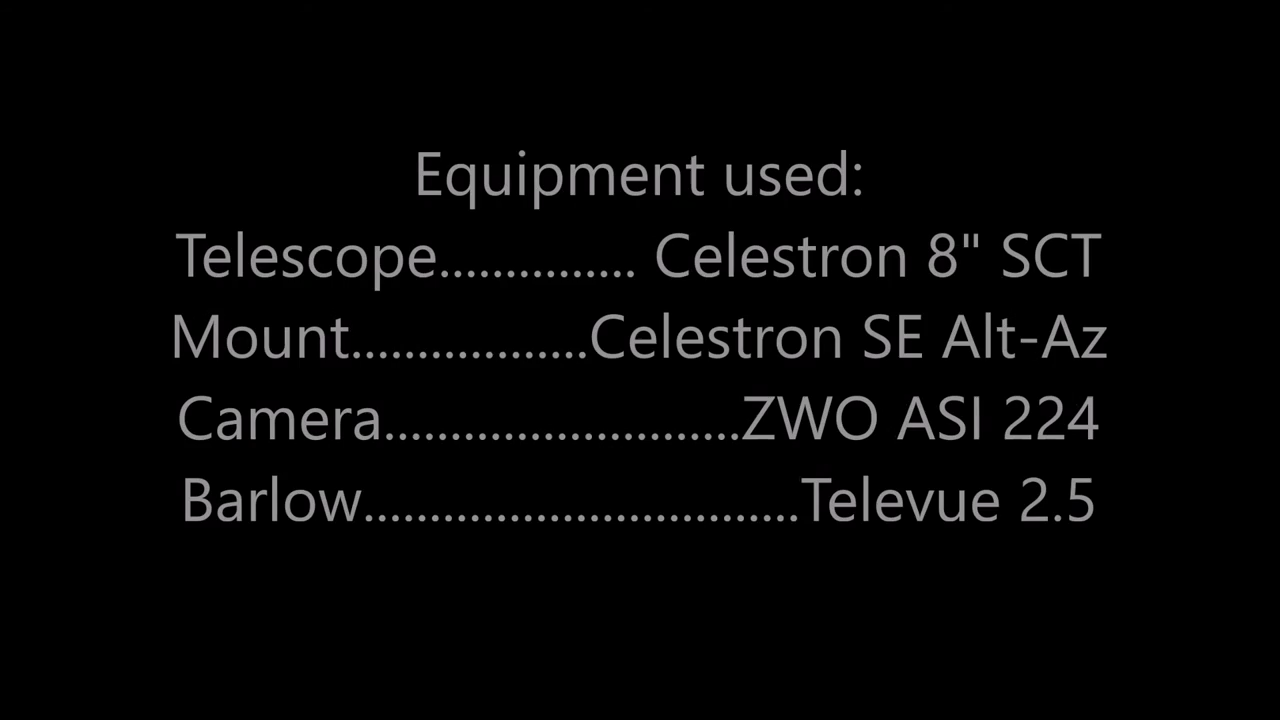 Equipment used:
Telescope............... Celestron 8" SCT
Mount..................Celestron SE Alt-Az
Camera...........................ZWO ASI 224
Barlow.................................Televue 2.5